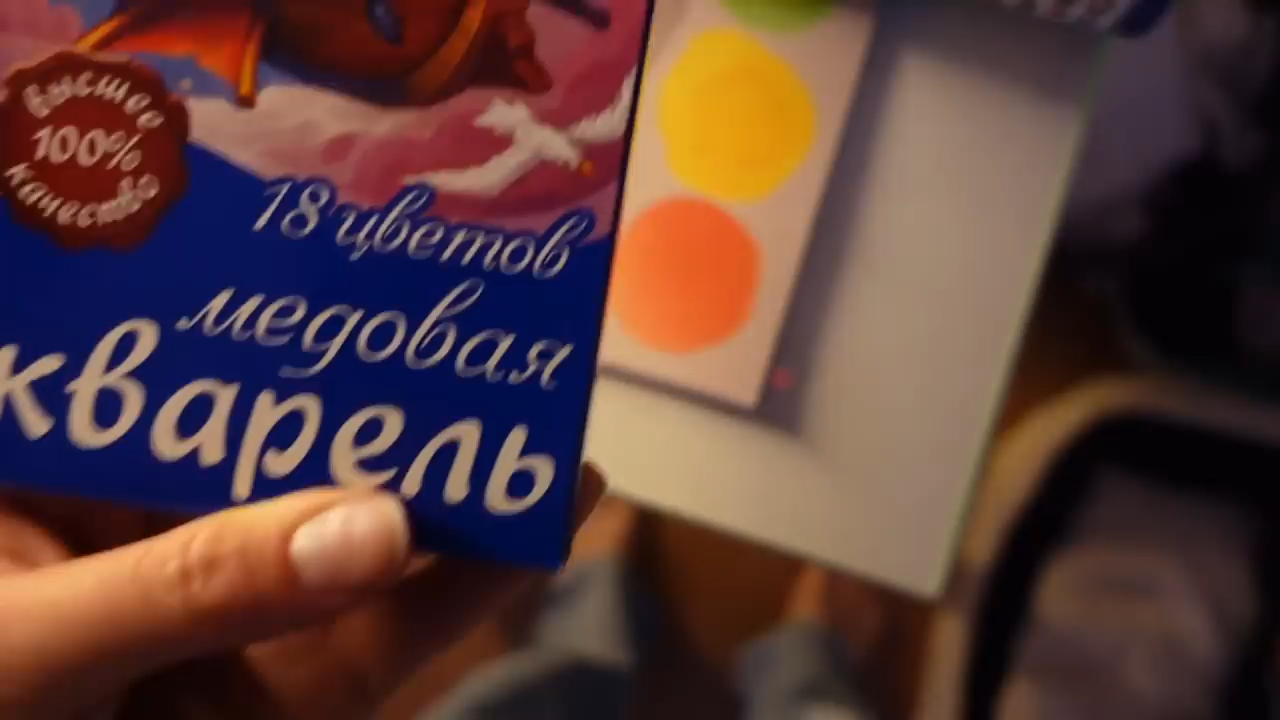 Высшее
100%
качество
18 цветов
медовая
кварель